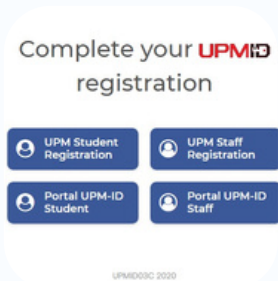 Complete your UPMID
registration
UPM Student
Registration
UPM Staff
Registration
Portal UPM-ID
Student
Portal UPM-ID
Staff
UPMID03C 2020